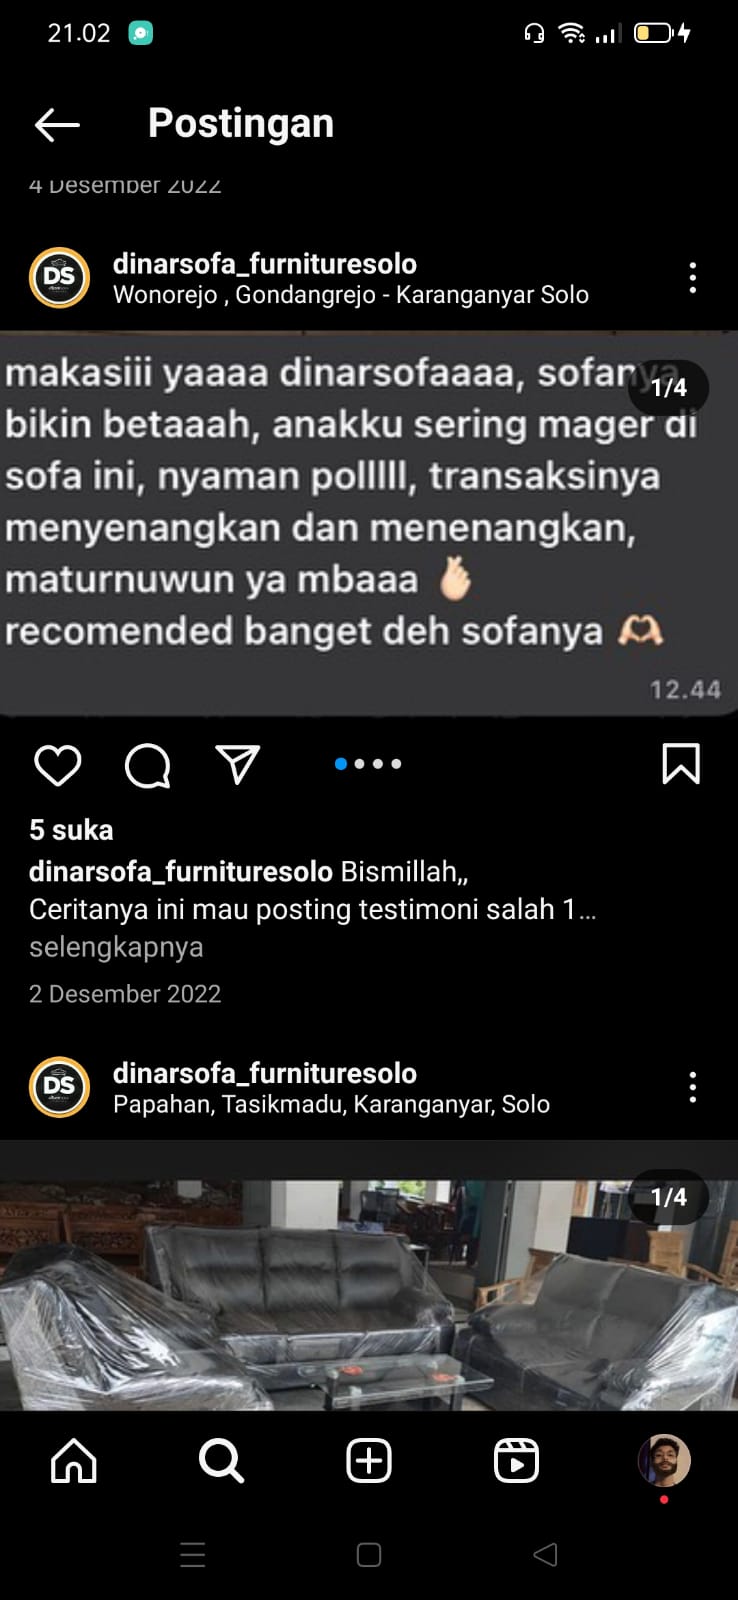 21.02
Postingan
4 Desember 2022
DS
dinarsofa_furnituresolo
Wonorejo , Gondangrejo - Karanganyar Solo
1/4
makasiii yaaaa dinarsofaaaa, sofanya
bikin betaaah, anakku sering mager di
sofa ini, nyaman polllll, transaksinya
menyenangkan dan menenangkan,
maturnuwun ya mbaaa 🫰🏻
recomended banget deh sofanya 🫶🏻
12.44
5 suka
dinarsofa_furnituresolo Bismillah,,
Ceritanya ini mau posting testimoni salah 1...
selengkapnya
2 Desember 2022
DS
dinarsofa_furnituresolo
Papahan, Tasikmadu, Karanganyar, Solo
1/4